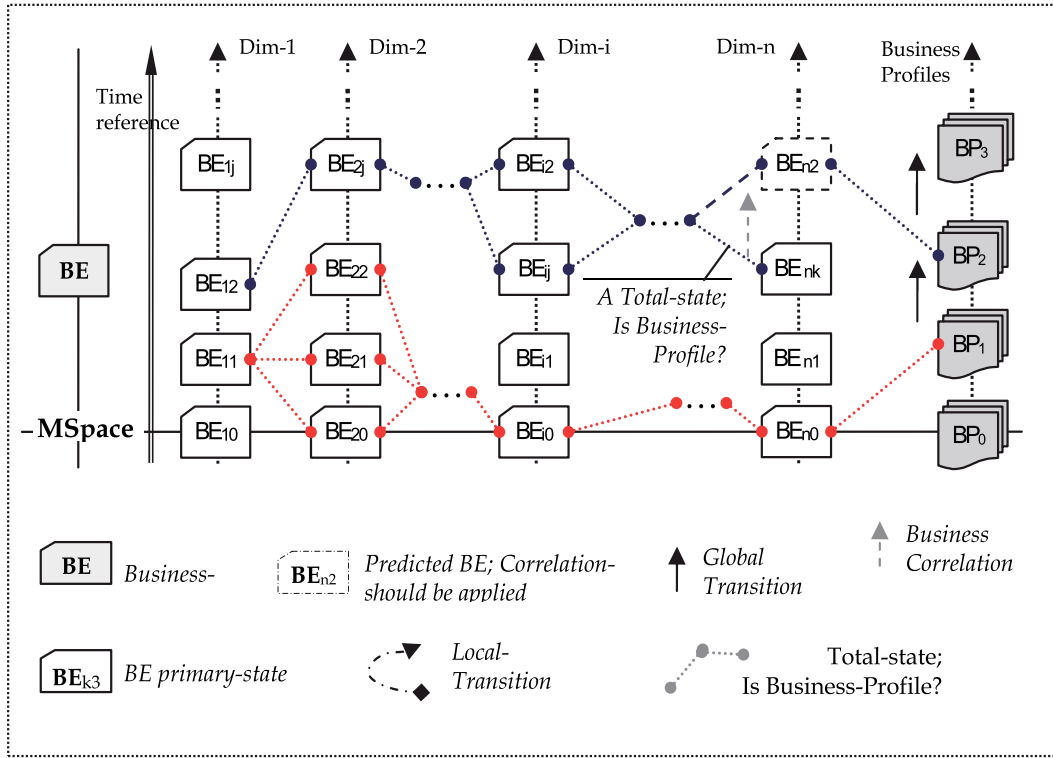 Dim-1
Dim-2
Dim-i
Dim-n
Business
Profiles
Time
reference
BE1j
BE2j
BEi2
BEn2
BP3
BE
BE12
BE22
BEij
BEnk
BP2
A Total-state;
Is Business-
Profile?
BE11
BE21
BEi1
BEn1
BP1
MSpace
BE10
BE20
BEi0
BEn0
BP0
BE
Business-
BEn2
Predicted BE; Correlation-
should be applied
Global
Transition
Business
Correlation
BEk3
BE primary-state
Local-
Transition
Total-state;
Is Business-Profile?